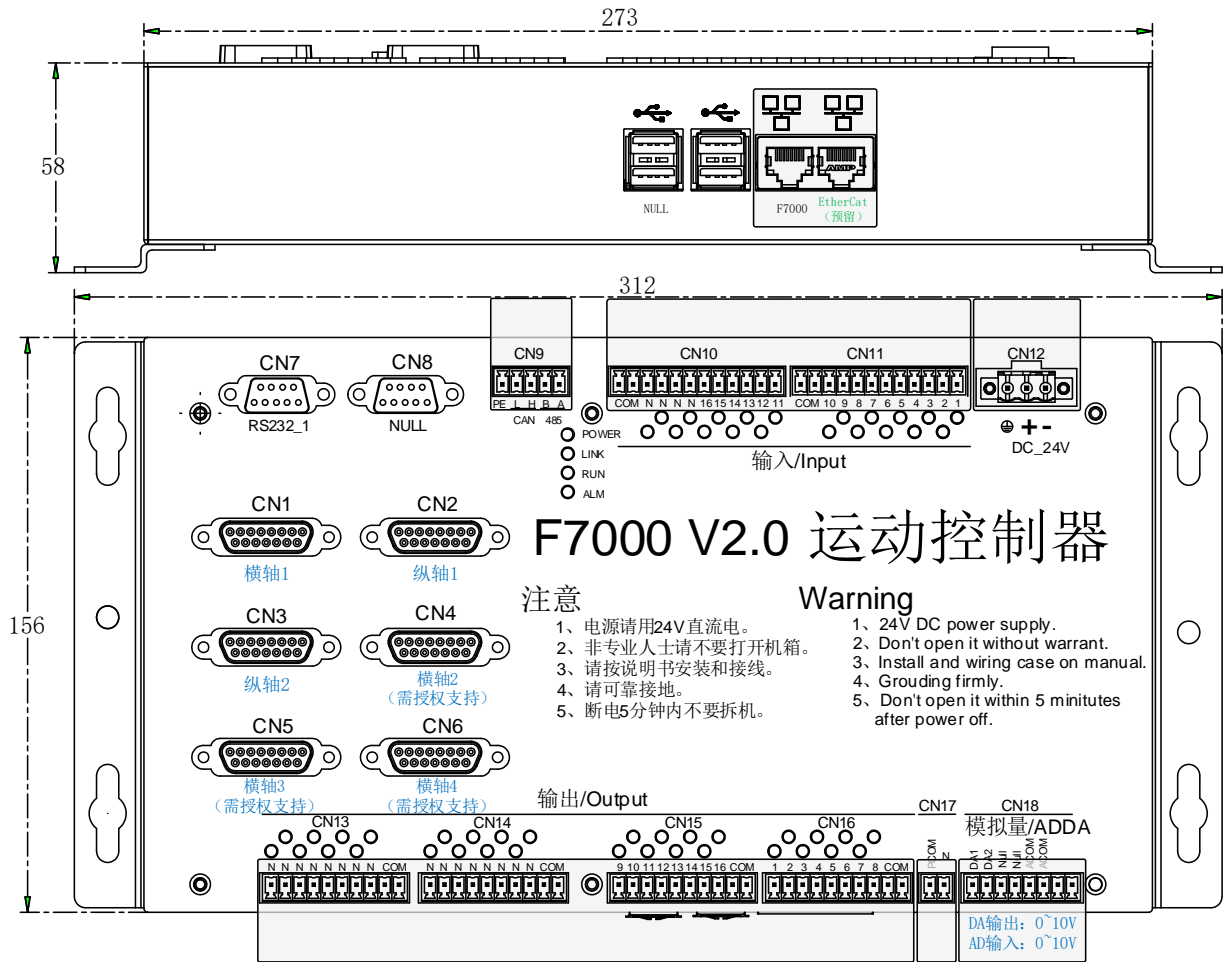 273
58
NULL
F7000
EtherCat
（预留）
AMP
312
156
CN7
RS232_1
CN8
NULL
CN9
PE L H B A
CAN 485
CN10
COM N N N N 16 15 14 13 12 11
CN11
COM 10 9 8 7 6 5 4 3 2 1
输入/Input
CN12
+ -
DC_24V
POWER
LINK
RUN
ALM
CN1
横轴1
CN2
纵轴1
CN3
纵轴2
CN4
横轴2
（需授权支持）
CN5
横轴3
（需授权支持）
CN6
横轴4
（需授权支持）
F7000 V2.0 运动控制器
注意
1、电源请用24V直流电。
2、非专业人士请不要打开机箱。
3、请按说明书安装和接线。
4、请可靠接地。
5、断电5分钟内不要拆机。
Warning
1、24V DC power supply.
2、Don't open it without warrant.
3、Install and wiring case on manual.
4、Grounding firmly.
5、Don't open it within 5 minitutes
after power off.
输出/Output
CN13
N N N N N N N N COM
CN14
N N N N N N N N COM
CN15
9 10 11 12 13 14 15 16 COM
CN16
1 2 3 4 5 6 7 8 COM
CN17
PCOM
N
CN18
模拟量/ADDA
DA1
DA2
Null
Null
ACOM
ACOM
DA输出：0~10V
AD输入：0~10V